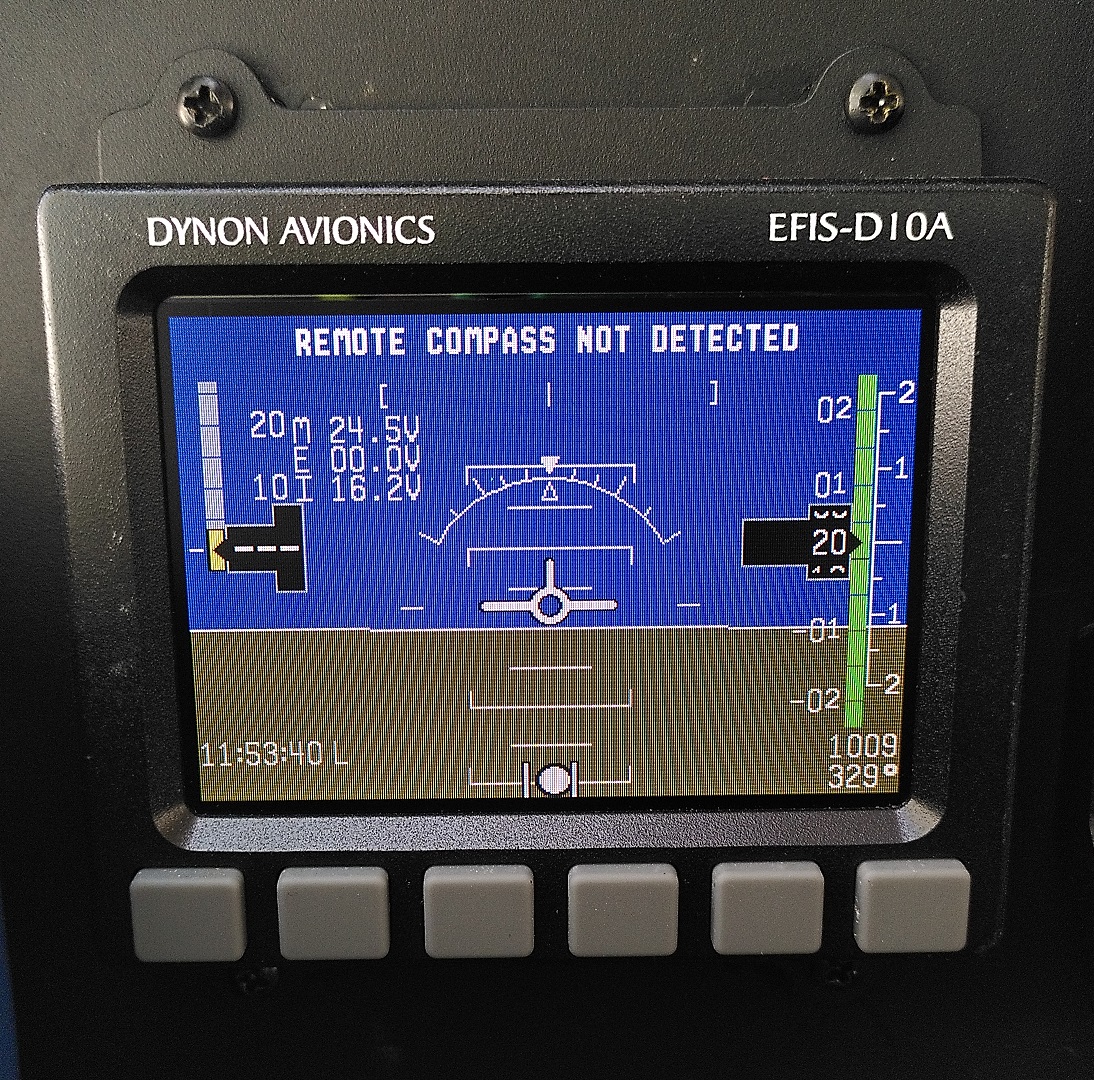 DYNON AVIONICS
EFIS-D10A
REMOTE COMPASS NOT DETECTED
20
M 24.5V
E 00.0V
10
I 16.2V
02
2
01
1
20
-01
1
-02
2
11:53:40 L
1009
329°